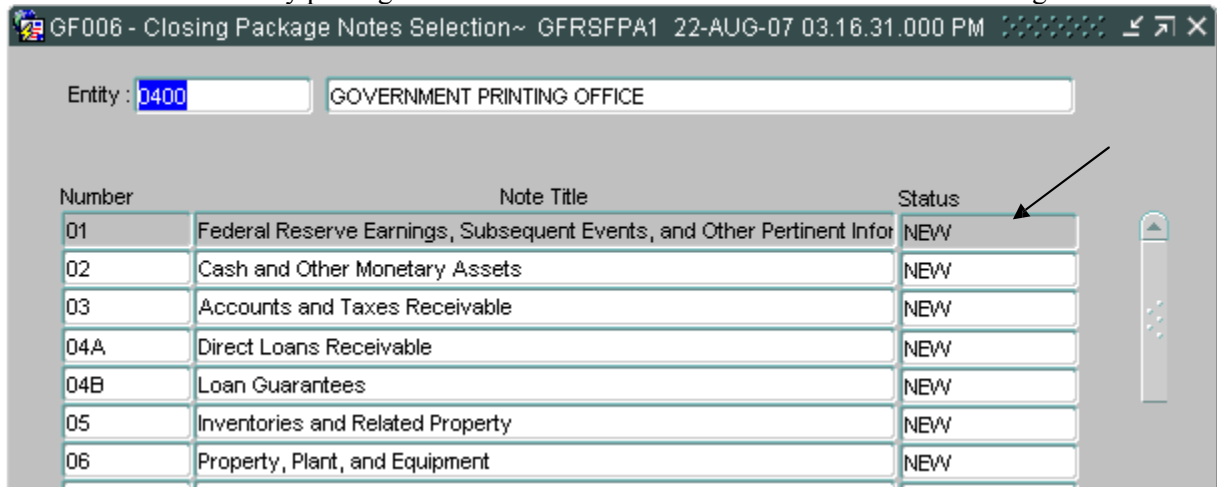 GF006 - Closing Package Notes Selection~ GFRSFPA1 22-AUG-07 03.16.31.000 PM
Entity : 0400 GOVERNMENT PRINTING OFFICE
Number Note Title Status
01 Federal Reserve Earnings, Subsequent Events, and Other Pertinent Infor NEW
02 Cash and Other Monetary Assets NEW
03 Accounts and Taxes Receivable NEW
04A Direct Loans Receivable NEW
04B Loan Guarantees NEW
05 Inventories and Related Property NEW
06 Property, Plant, and Equipment NEW